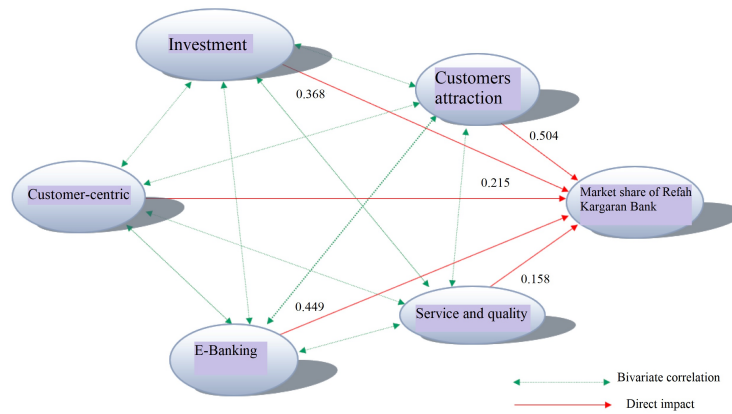 Investment
Customers
attraction
0.368
0.504
Customer-centric
0.215
Market share of Refah
Kargaran Bank
0.158
0.449
Service and quality
E-Banking
Bivariate correlation
Direct impact